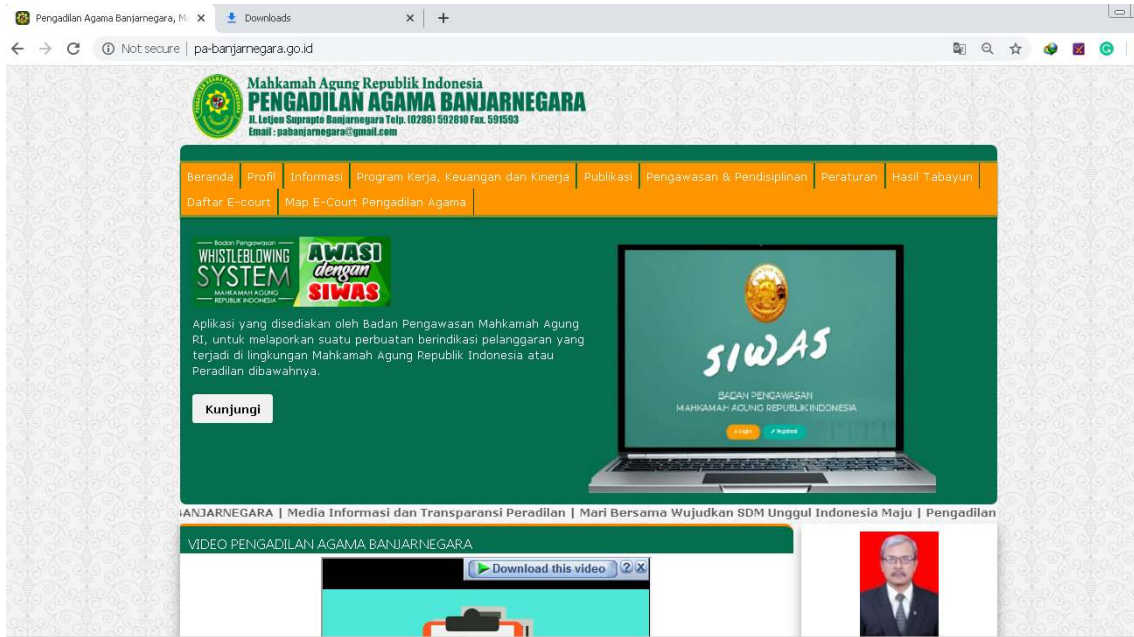 Pengadilan Agama Banjarnegara, M
Downloads
Not secure | pa-banjarnegara.go.id
Mahkamah Agung Republik Indonesia
PENGADILAN AGAMA BANJARNEGARA
Jl. Letjen Suprapto Banjarnegara Telp. (0286) 592810 Fax. 591593
Email : pabanjarnegara@gmail.com
Beranda Profil Informasi Program Kerja, Keuangan dan Kinerja Publikasi Pengawasan & Pendisiplinan Peraturan Hasil Tabayun
Daftar E-court Map E-Court Pengadilan Agama
Badan Pengawasan
WHISTLEBLOWING
SYSTEM
MAHKAMAH AGUNG
REPUBLIK INDONESIA
AWASI
dengan
SIWAS
Aplikasi yang disediakan oleh Badan Pengawasan Mahkamah Agung
RI, untuk melaporkan suatu perbuatan berindikasi pelanggaran yang
terjadi di lingkungan Mahkamah Agung Republik Indonesia atau
Peradilan dibawahnya.
Kunjungi
SIWAS
BADAN PENGAWASAN
MAHKAMAH AGUNG REPUBLIK INDONESIA
Login Registrasi
BANJARNEGARA | Media Informasi dan Transparansi Peradilan | Mari Bersama Wujudkan SDM Unggul Indonesia Maju | Pengadilan
VIDEO PENGADILAN AGAMA BANJARNEGARA
Download this video ? X